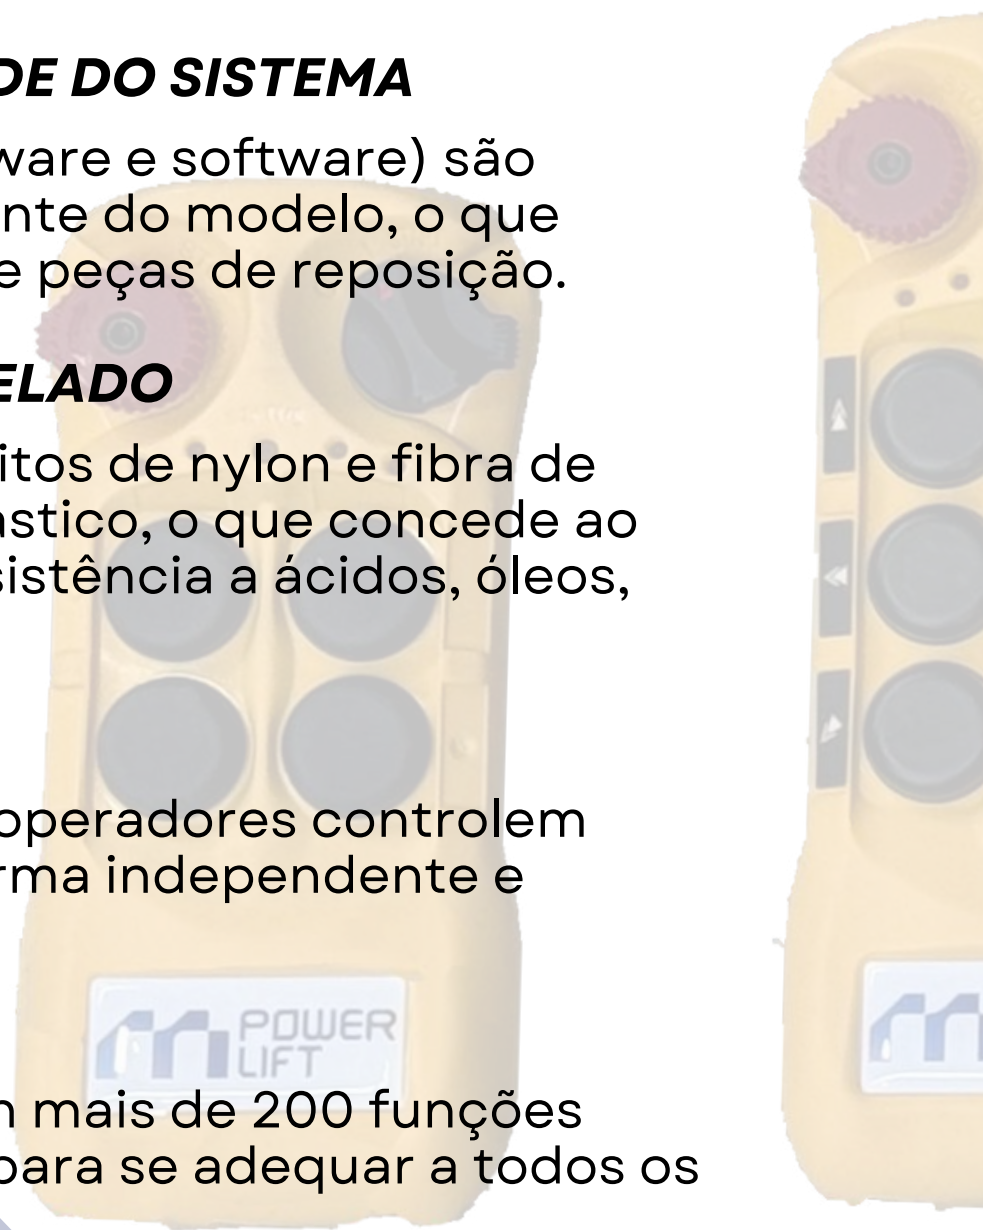 DE DO SISTEMA
ware e software) são
nte do modelo, o que
e peças de reposição.
ELADO
itos de nylon e fibra de
ástico, o que concede ao
sistência a ácidos, óleos,
operadores controlem
rma independente e
POWER
LIFT
m mais de 200 funções
para se adequar a todos os